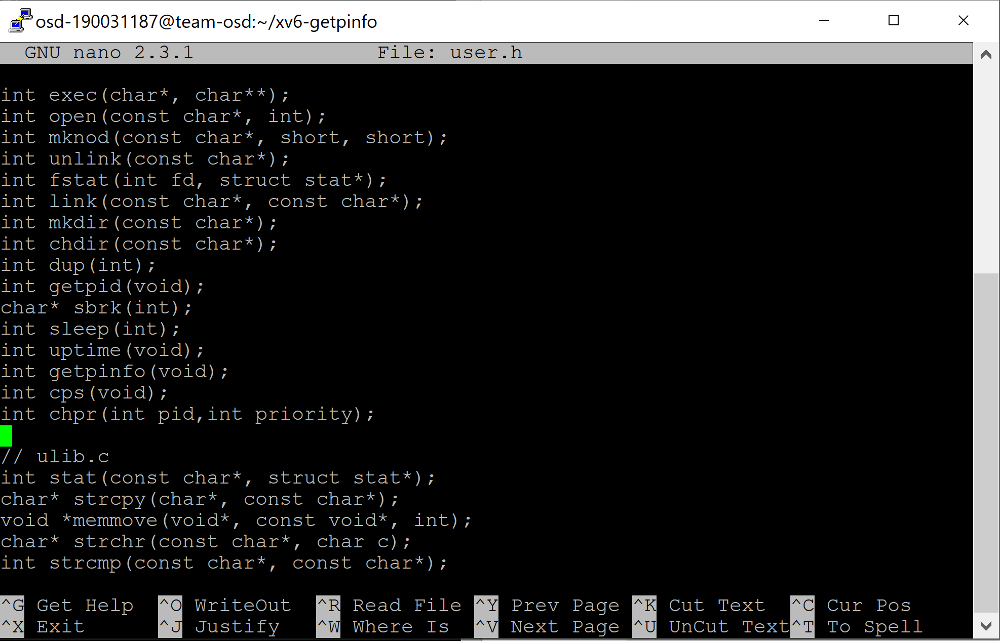 osd-190031187@team-osd:~/xv6-getpinfo
GNU nano 2.3.1 File: user.h
int exec(char*, char**);
int open(const char*, int);
int mknod(const char*, short, short);
int unlink(const char*);
int fstat(int fd, struct stat*);
int link(const char*, const char*);
int mkdir(const char*);
int chdir(const char*);
int dup(int);
int getpid(void);
char* sbrk(int);
int sleep(int);
int uptime(void);
int getpinfo(void);
int cps(void);
int chpr(int pid,int priority);
// ulib.c
int stat(const char*, struct stat*);
char* strcpy(char*, const char*);
void *memmove(void*, const void*, int);
char* strchr(const char*, char c);
int strcmp(const char*, const char*);
^G Get Help ^O WriteOut ^R Read File ^Y Prev Page ^K Cut Text ^C Cur Pos
^X Exit ^J Justify ^W Where Is ^V Next Page ^U UnCut Text^T To Spell